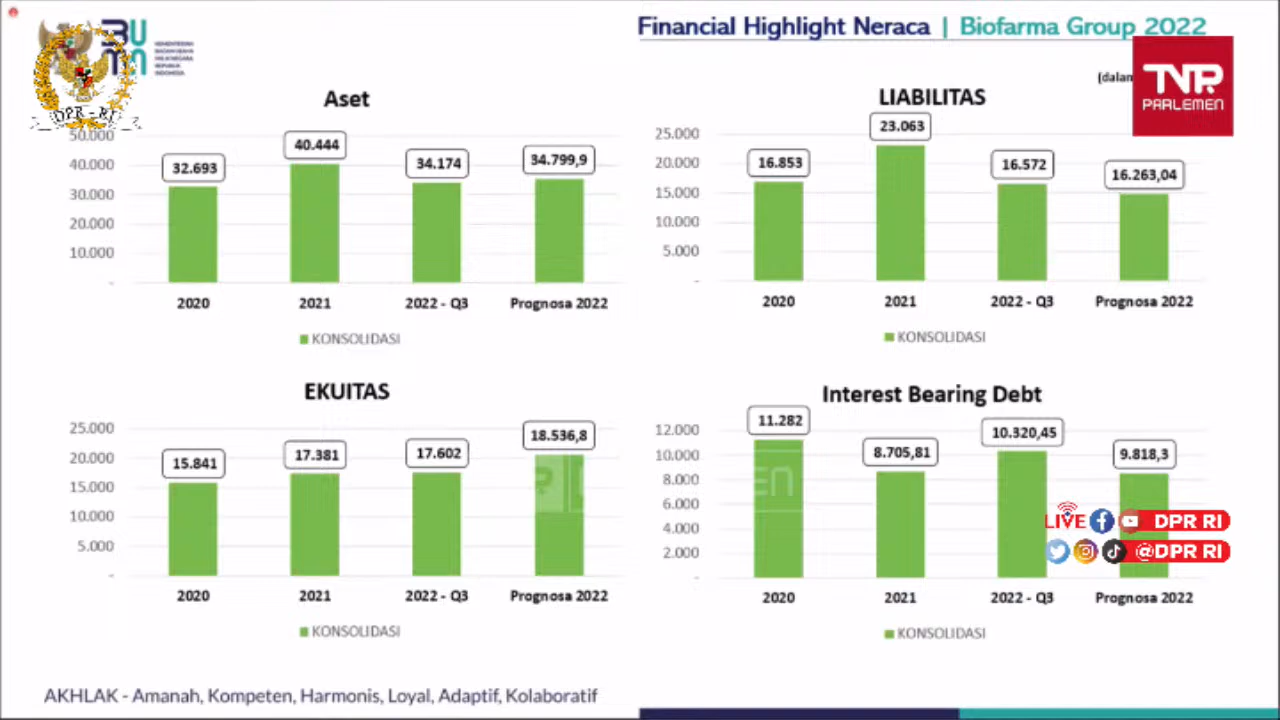 Financial Highlight Neraca | Biofarma Group 2022
KEMENTERIAN
BADAN USAHA
MILIK NEGARA
REPUBLIK
INDONESIA
DPR - RI
(dalam
TVR
PARLEMEN
Aset
50.000
40.000
30.000
20.000
10.000
-
32.693
40.444
34.174
34.799,9
2020
2021
2022 - Q3
Prognosa 2022
KONSOLIDASI
LIABILITAS
25.000
20.000
15.000
10.000
5.000
-
16.853
23.063
16.572
16.263,04
2020
2021
2022 - Q3
Prognosa 2022
KONSOLIDASI
EKUITAS
25.000
20.000
15.000
10.000
5.000
-
15.841
17.381
17.602
18.536,8
2020
2021
2022 - Q3
Prognosa 2022
KONSOLIDASI
Interest Bearing Debt
12.000
10.000
8.000
6.000
4.000
2.000
-
11.282
8.705,81
10.320,45
9.818,3
2020
2021
2022 - Q3
Prognosa 2022
KONSOLIDASI
LIVE DPR RI
@DPR RI
AKHLAK - Amanah, Kompeten, Harmonis, Loyal, Adaptif, Kolaboratif